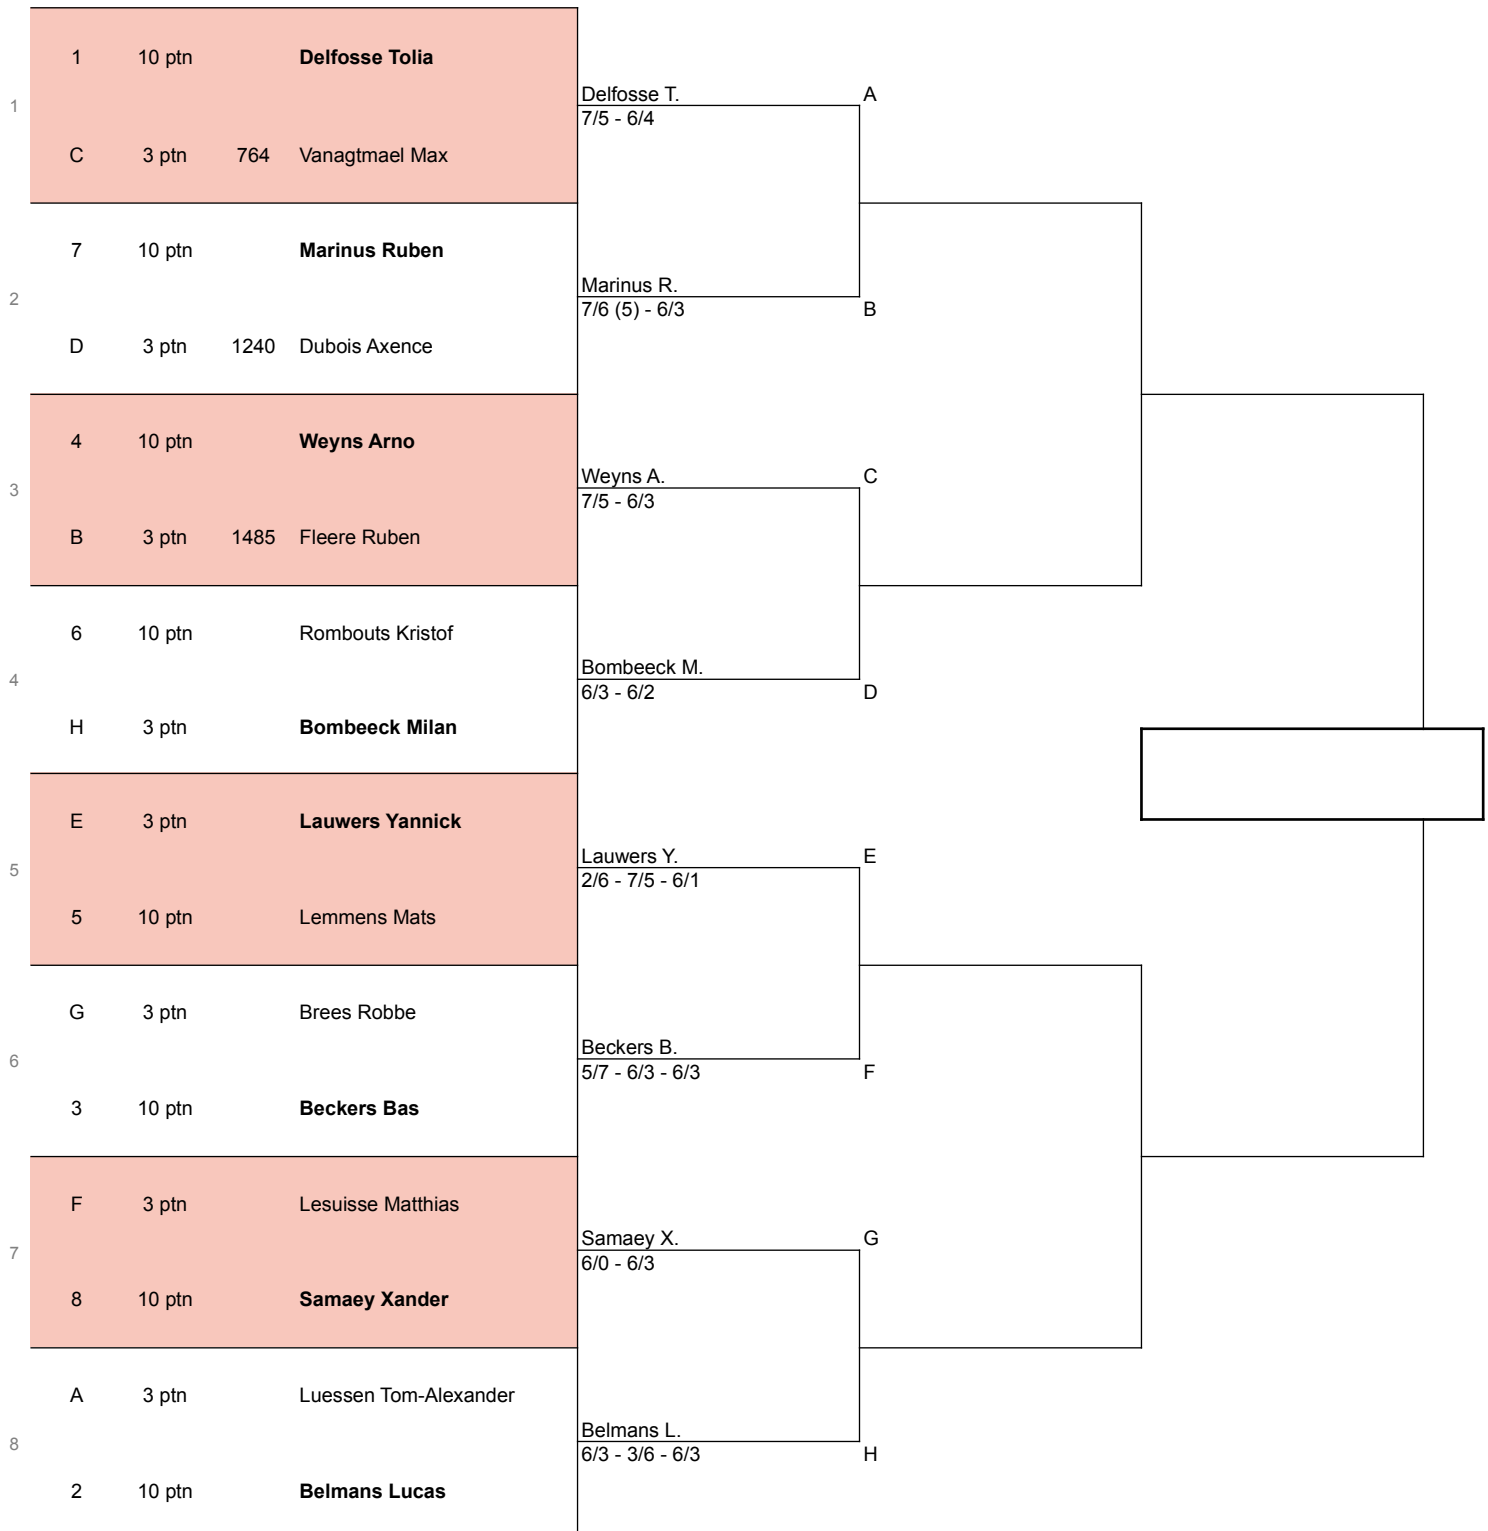 1 10 ptn Delfosse Tolia
Delfosse T. A
1
7/5 - 6/4
C 3 ptn 764 Vanagtmael Max
7 10 ptn Marinus Ruben
Marinus R.
2
7/6 (5) - 6/3 B
D 3 ptn 1240 Dubois Axence
4 10 ptn Weyns Arno
Weyns A. C
3
7/5 - 6/3
B 3 ptn 1485 Fleere Ruben
6 10 ptn Rombouts Kristof
Bombeeck M.
4
6/3 - 6/2 D
H 3 ptn Bombeeck Milan
E 3 ptn Lauwers Yannick
Lauwers Y. E
5
2/6 - 7/5 - 6/1
5 10 ptn Lemmens Mats
G 3 ptn Brees Robbe
Beckers B.
6
5/7 - 6/3 - 6/3 F
3 10 ptn Beckers Bas
F 3 ptn Lesuisse Matthias
Samaey X. G
7
6/0 - 6/3
8 10 ptn Samaey Xander
A 3 ptn Luessen Tom-Alexander
Belmans L.
8
6/3 - 3/6 - 6/3 H
2 10 ptn Belmans Lucas